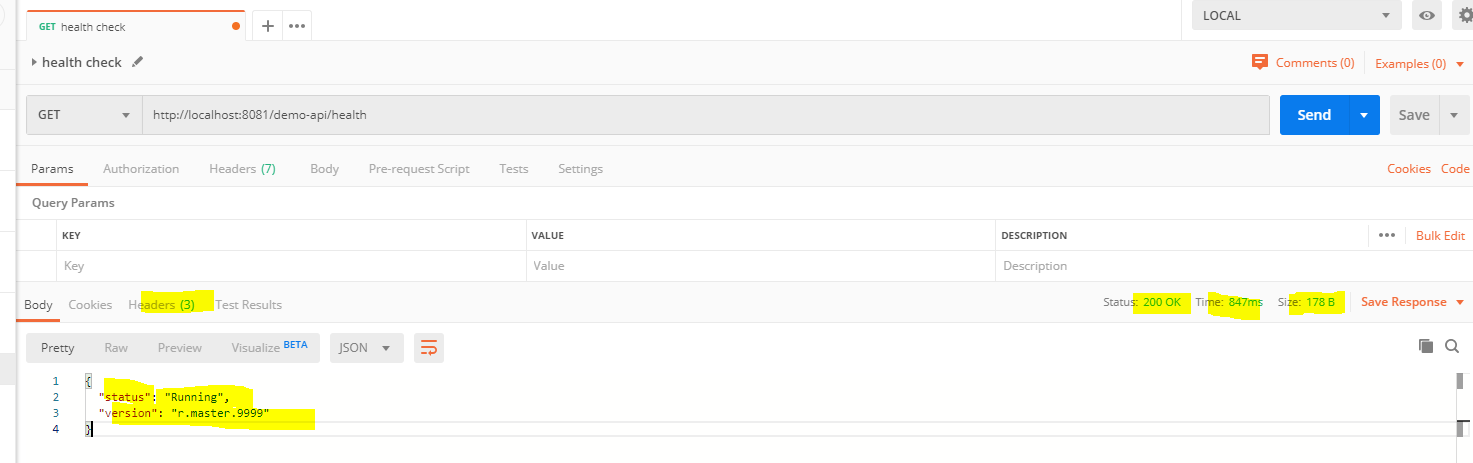 GET health check
LOCAL
health check
Comments (0)
Examples (0)
GET
http://localhost:8081/demo-api/health
Send
Save
Params Authorization Headers (7) Body Pre-request Script Tests Settings Cookies Code
Query Params
KEY VALUE DESCRIPTION Bulk Edit
Key Value Description
Body Cookies Headers (3) Test Results Status: 200 OK Time: 847ms Size: 178 B Save Response
Pretty Raw Preview Visualize BETA JSON
1 {
2 "status": "Running",
3 "version": "r.master.9999"
4 }